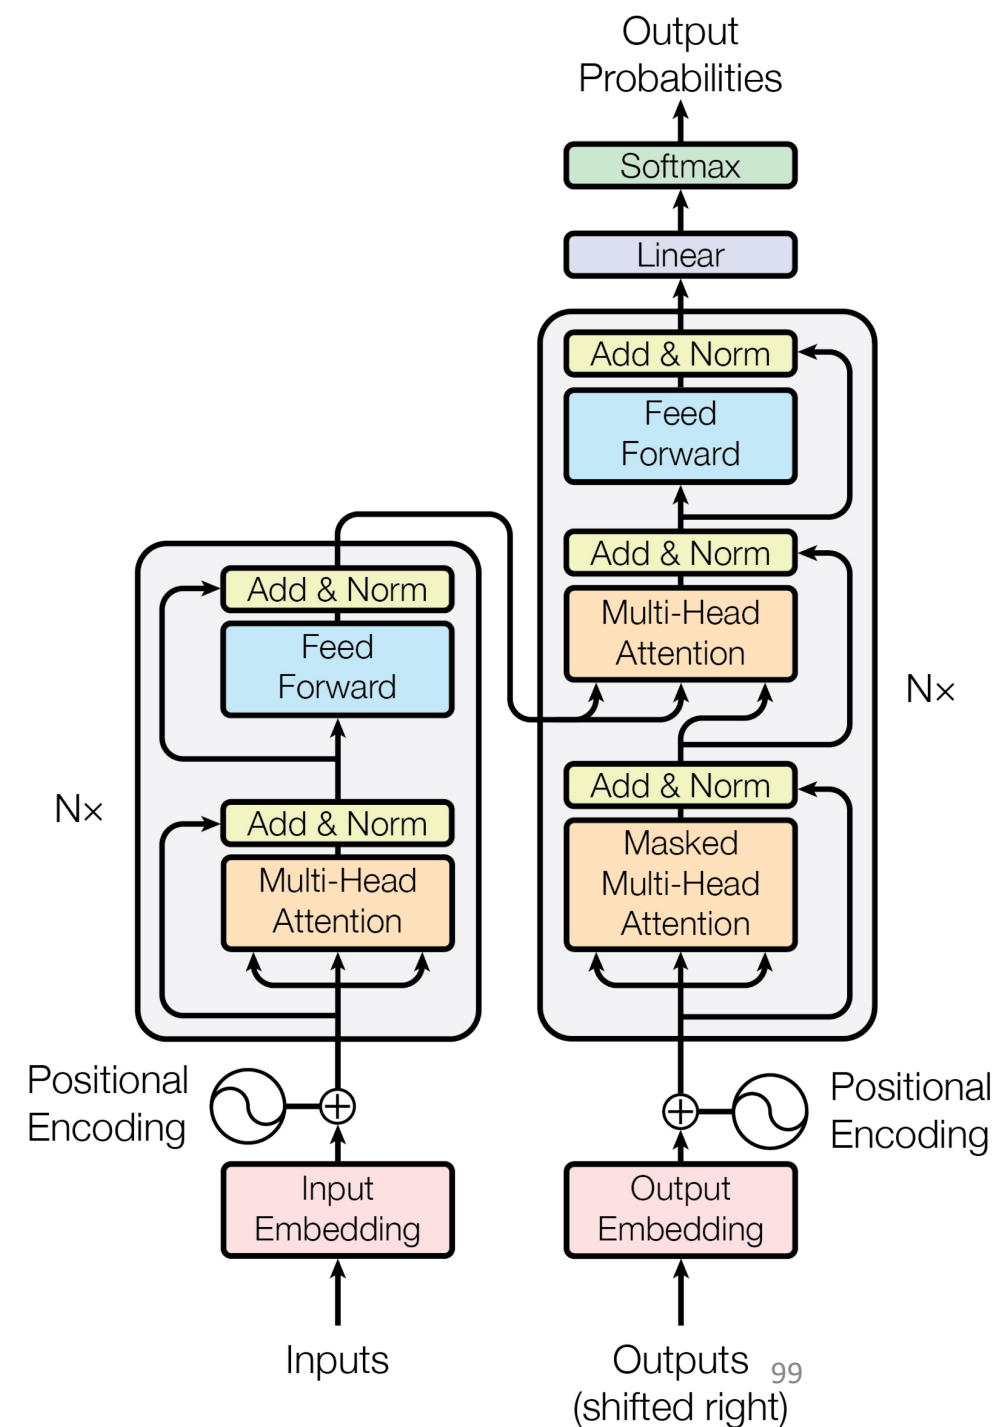 Output
Probabilities
Softmax
Linear
Add & Norm
Feed
Forward
Add & Norm
Multi-Head
Attention
Nx
Add & Norm
Masked
Multi-Head
Attention
Add & Norm
Feed
Forward
Nx
Add & Norm
Multi-Head
Attention
Positional
Encoding
Positional
Encoding
Input
Embedding
Output
Embedding
Inputs
Outputs
(shifted right)
99